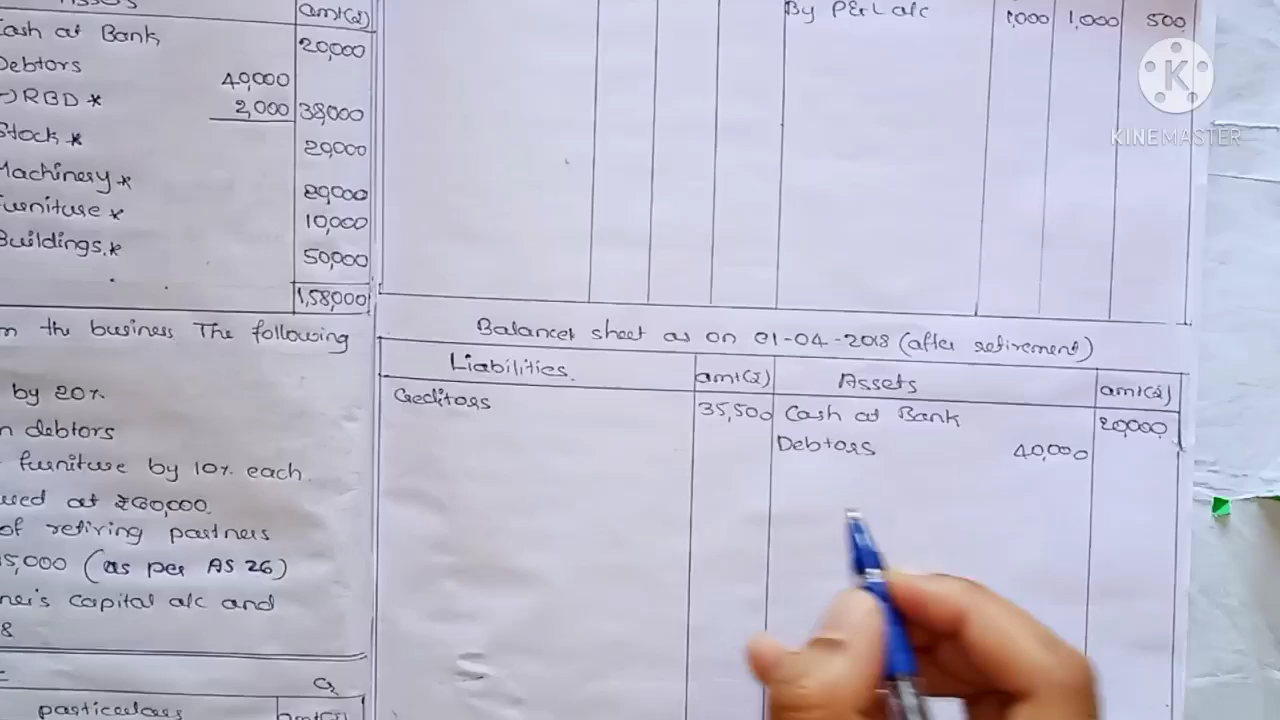 amt(₹)
Cash at Bank 20,000
Debtors 40,000
(-) RBD * 2,000 38,000
Stock * 20,000
Machinery * 20,000
Furniture * 10,000
Buildings.* 50,000
1,58,000
the business The following
by 20%
debtors
furniture by 10% each.
at ₹60,000.
of retiring partners
5,000 (as per AS 26)
capital a/c and
8
Cr
particulars amt(₹)
By P&L a/c 1,000 1,000 500
KINEMASTER
Balance sheet as on 01-04-2018 (after retirement)
Liabilities. amt(₹) Assets amt(₹)
Creditors 35,500 Cash at Bank 20,000
Debtors 40,000